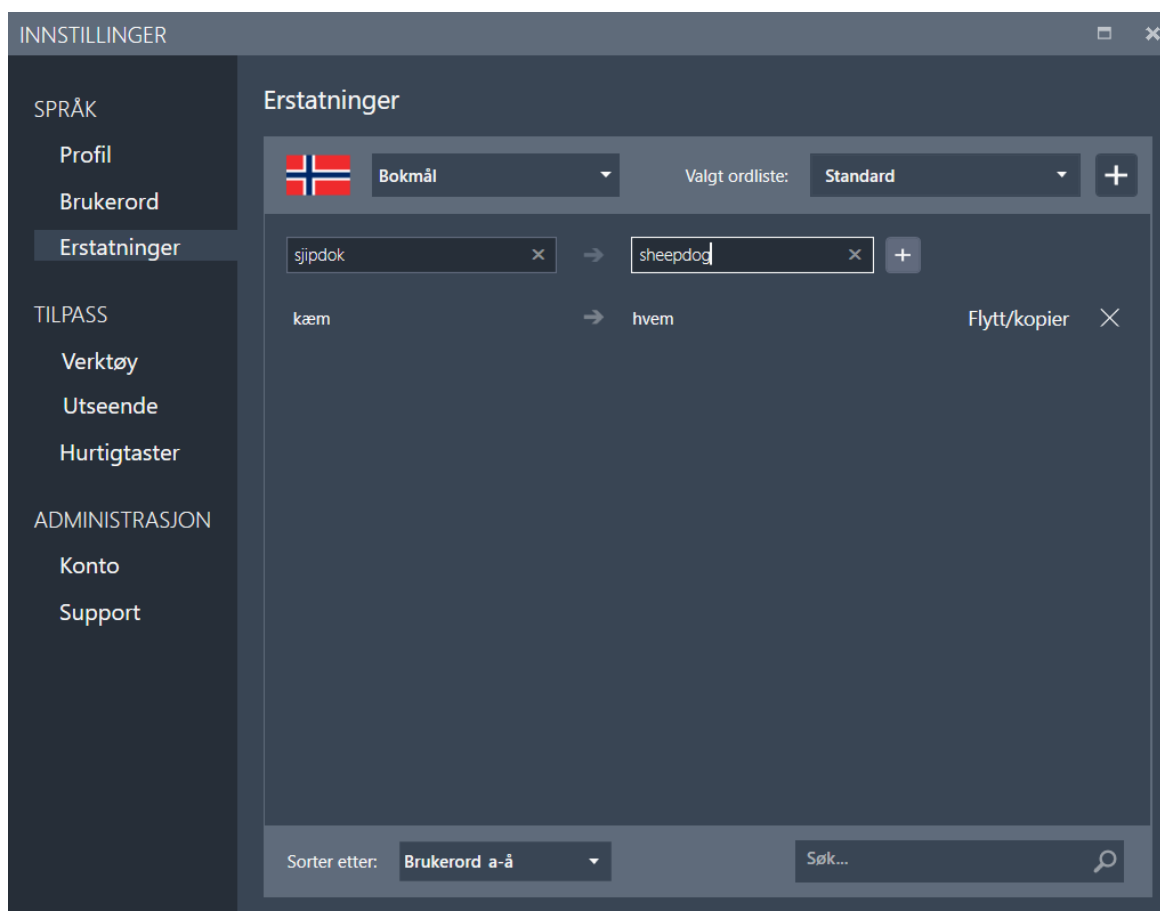 INNSTILLINGER
SPRÅK
Profil
Brukerord
Erstatninger
TILPASS
Verktøy
Utseende
Hurtigtaster
ADMINISTRASJON
Konto
Support
Erstatninger
Bokmål Valgt ordliste: Standard
sjipdok sheepdog
kæm hvem Flytt/kopier
Sorter etter: Brukerord a-å Søk...